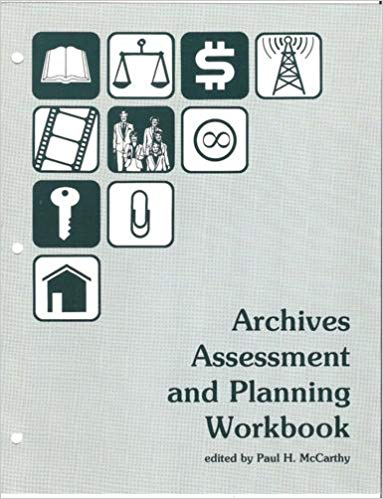 Archives
Assessment
and Planning
Workbook
edited by Paul H. McCarthy